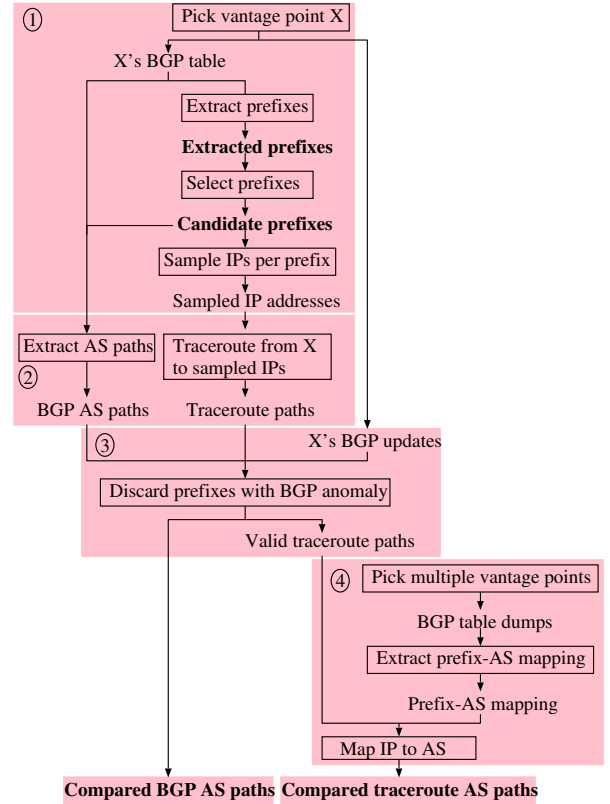 1
Pick vantage point X
X's BGP table
Extract prefixes
Extracted prefixes
Select prefixes
Candidate prefixes
Sample IPs per prefix
Sampled IP addresses
Extract AS paths
Traceroute from X
to sampled IPs
2
BGP AS paths
Traceroute paths
3
X's BGP updates
Discard prefixes with BGP anomaly
Valid traceroute paths
4
Pick multiple vantage points
BGP table dumps
Extract prefix-AS mapping
Prefix-AS mapping
Map IP to AS
Compared BGP AS paths
Compared traceroute AS paths